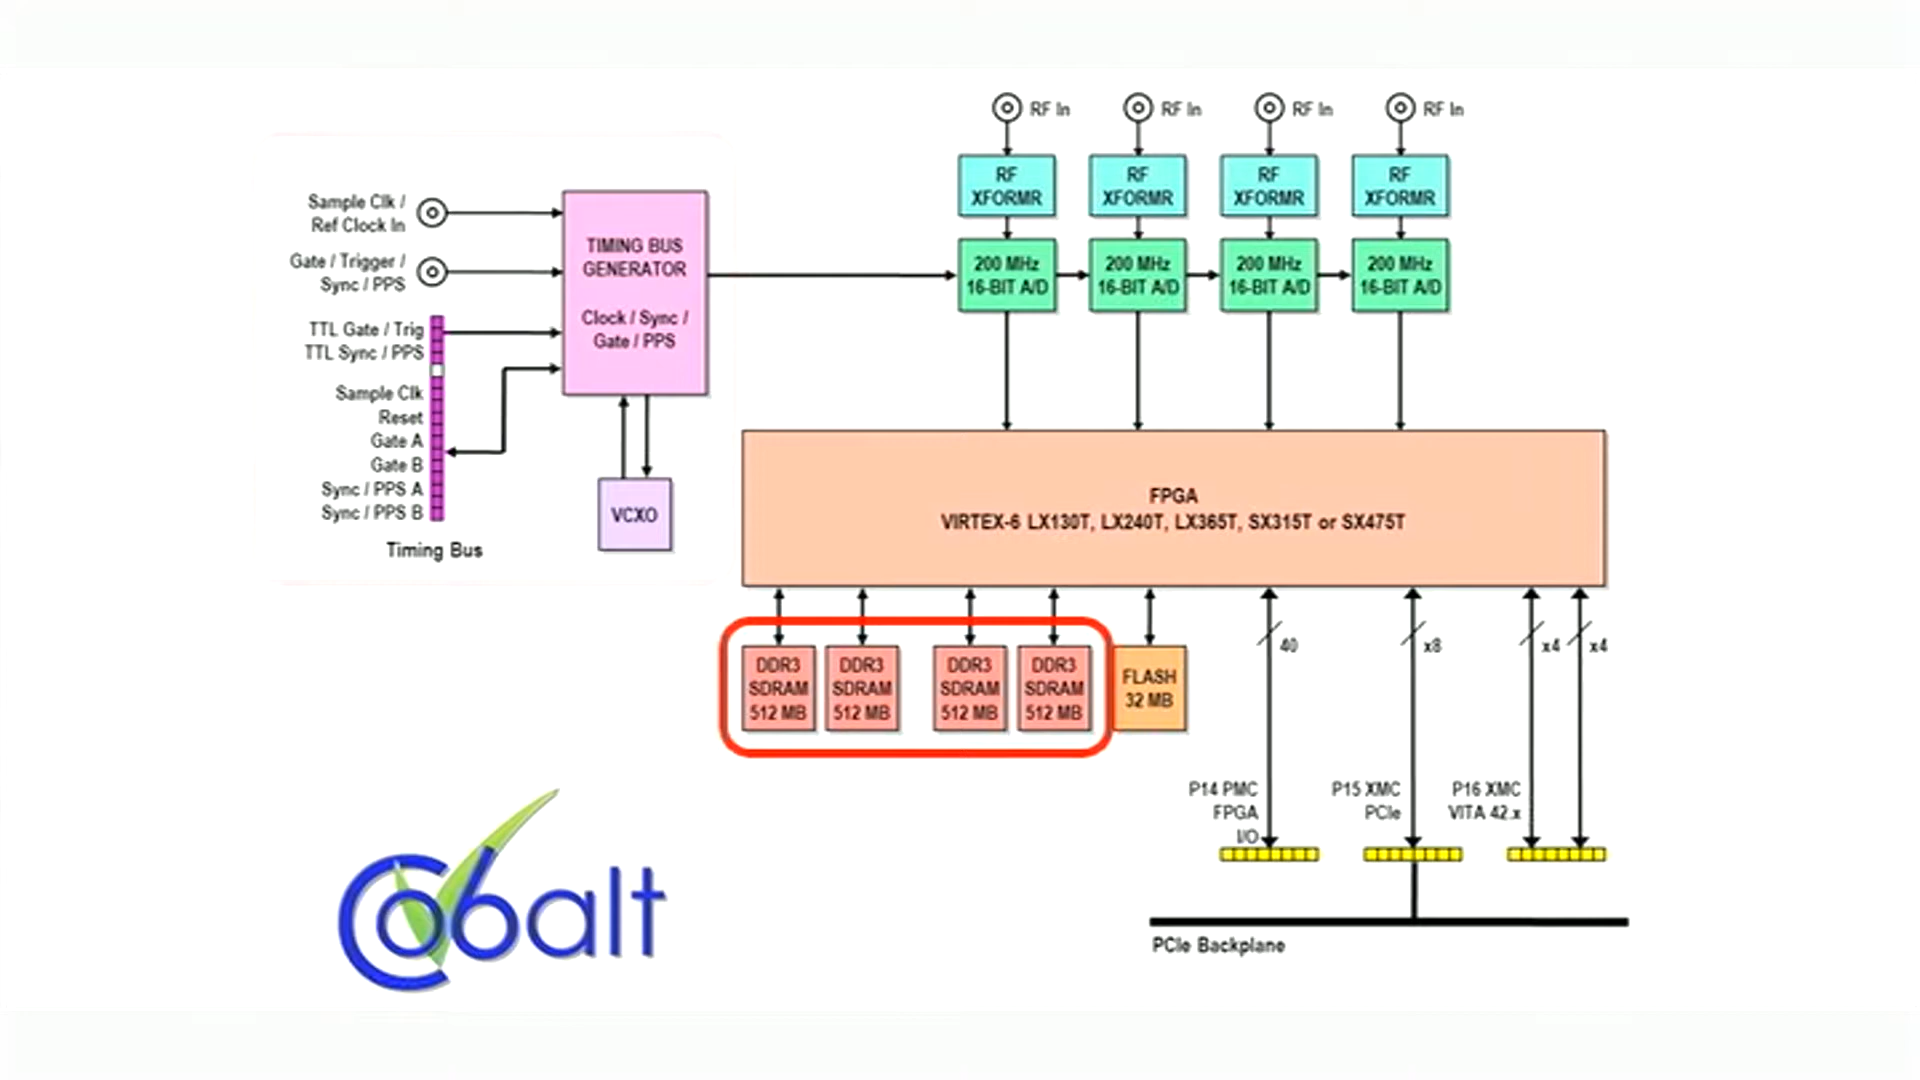 RF In
RF In
RF In
RF In
RF
XFORMR
RF
XFORMR
RF
XFORMR
RF
XFORMR
Sample Clk /
Ref Clock In
Gate / Trigger /
Sync / PPS
TTL Gate / Trig
TTL Sync / PPS
Sample Clk
Reset
Gate A
Gate B
Sync / PPS A
Sync / PPS B
Timing Bus
TIMING BUS
GENERATOR
Clock / Sync /
Gate / PPS
VCXO
200 MHz
16-BIT A/D
200 MHz
16-BIT A/D
200 MHz
16-BIT A/D
200 MHz
16-BIT A/D
FPGA
VIRTEX-6 LX130T, LX240T, LX365T, SX315T or SX475T
DDR3
SDRAM
512 MB
DDR3
SDRAM
512 MB
DDR3
SDRAM
512 MB
DDR3
SDRAM
512 MB
FLASH
32 MB
40
x8
x4
x4
P14 PMC
FPGA
I/O
P15 XMC
PCIe
P16 XMC
VITA 42.x
PCIe Backplane
Cobalt